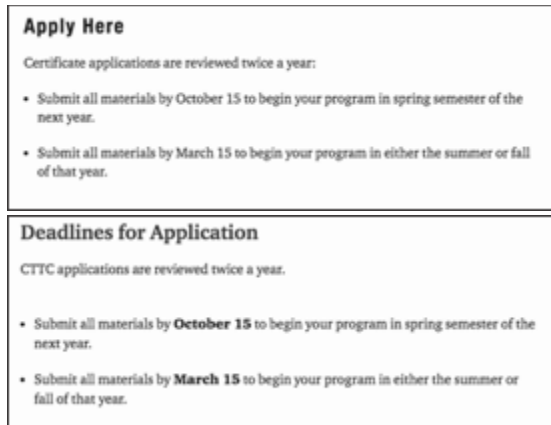 Apply Here
Certificate applications are reviewed twice a year:
• Submit all materials by October 15 to begin your program in spring semester of the
next year.
• Submit all materials by March 15 to begin your program in either the summer or fall
of that year.
Deadlines for Application
CTTC applications are reviewed twice a year.
• Submit all materials by October 15 to begin your program in spring semester of the
next year.
• Submit all materials by March 15 to begin your program in either the summer or
fall of that year.